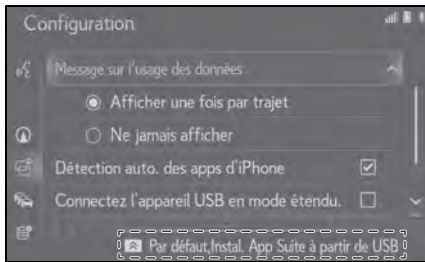 Configuration
Message sur l'usage des données
Afficher une fois par trajet
Ne jamais afficher
Détection auto. des apps d'iPhone
Connectez l'appareil USB en mode étendu.
Par défaut,Instal. App Suite à partir de USB